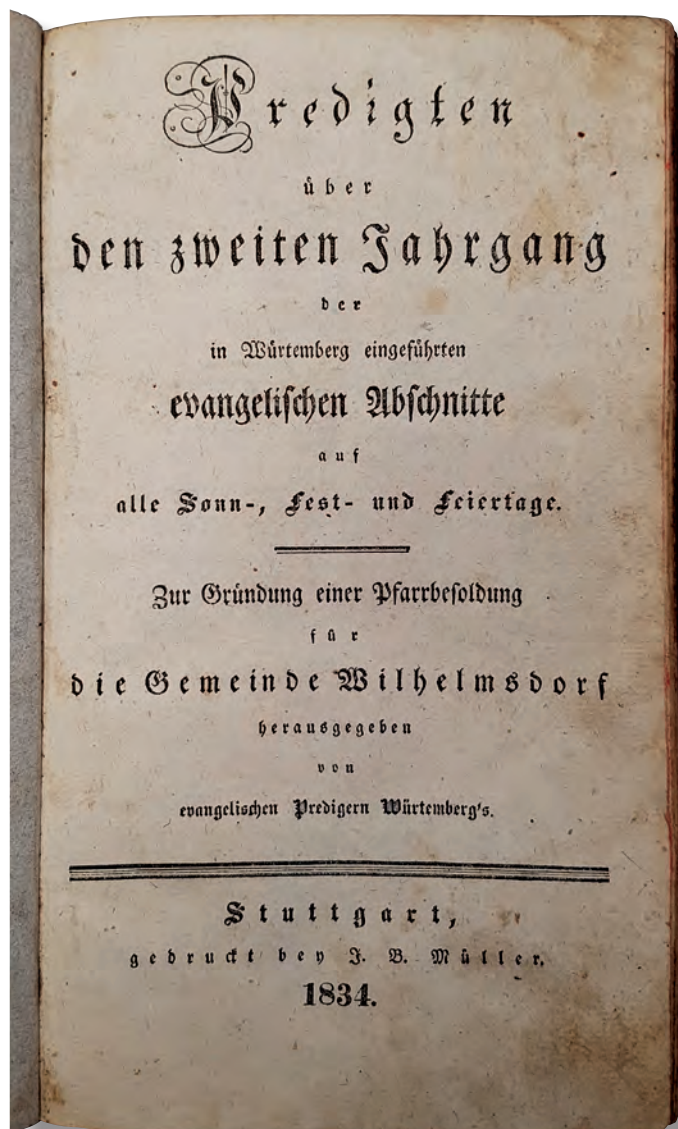 Predigten
über
den zweiten Jahrgang
der
in Würtemberg eingeführten
evangelischen Abschnitte
auf
alle Sonn-, Fest- und Feiertage.
Zur Gründung einer Pfarrbesoldung
für
die Gemeinde Wilhelmsdorf
herausgegeben
von
evangelischen Predigern Würtemberg's.
Stuttgart,
gedruckt bey J. B. Müller.
1834.